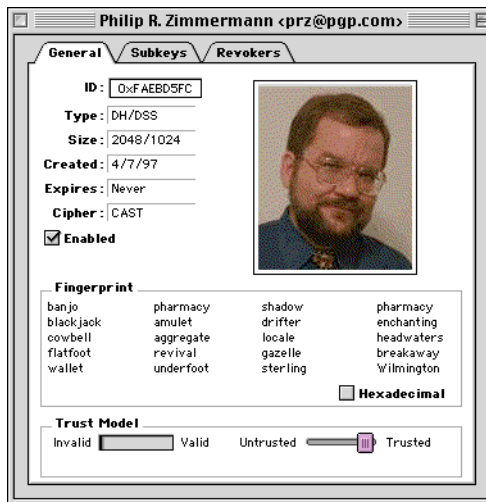 Philip R. Zimmermann <prz@pgp.com>
General Subkeys Revokers
ID: 0xFAEBD5FC
Type: DH/DSS
Size: 2048/1024
Created: 4/7/97
Expires: Never
Cipher: CAST
Enabled
Fingerprint
banjo pharmacy shadow pharmacy
blackjack amulet drifter enchanting
cowbell aggregate locale headwaters
flatfoot revival gazelle breakaway
wallet underfoot sterling Wilmington
Hexadecimal
Trust Model
Invalid Valid Untrusted Trusted